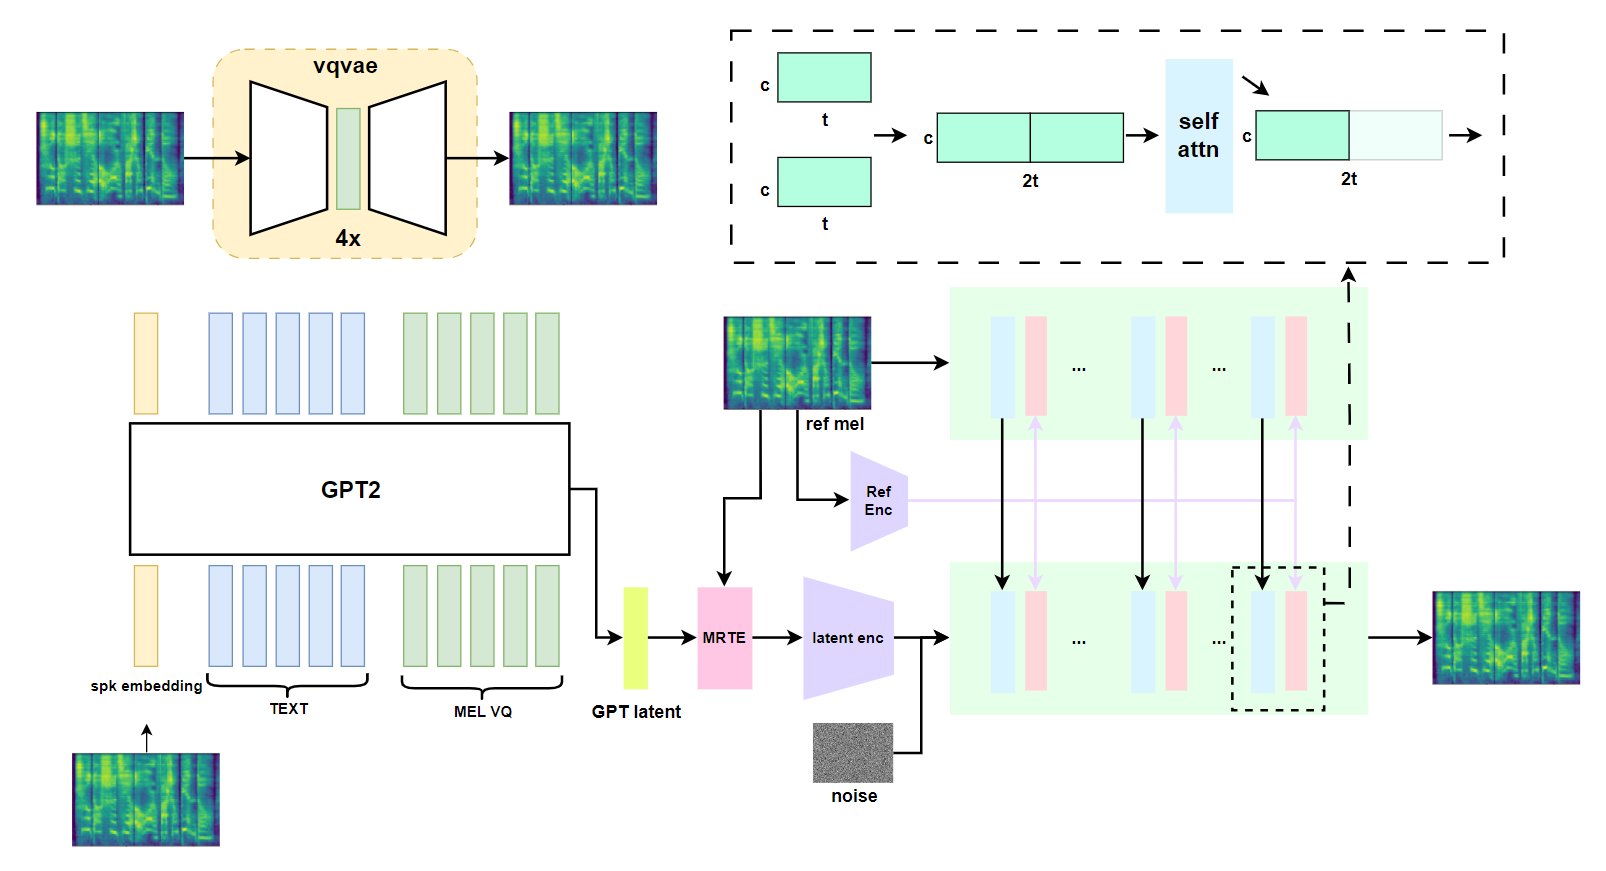 vqvae
4x
c
t
c
t
c
2t
self
attn
c
2t
ref mel
Ref
Enc
...
...
GPT2
spk embedding
TEXT
MEL VQ
GPT latent
MRTE
latent enc
noise
...
...